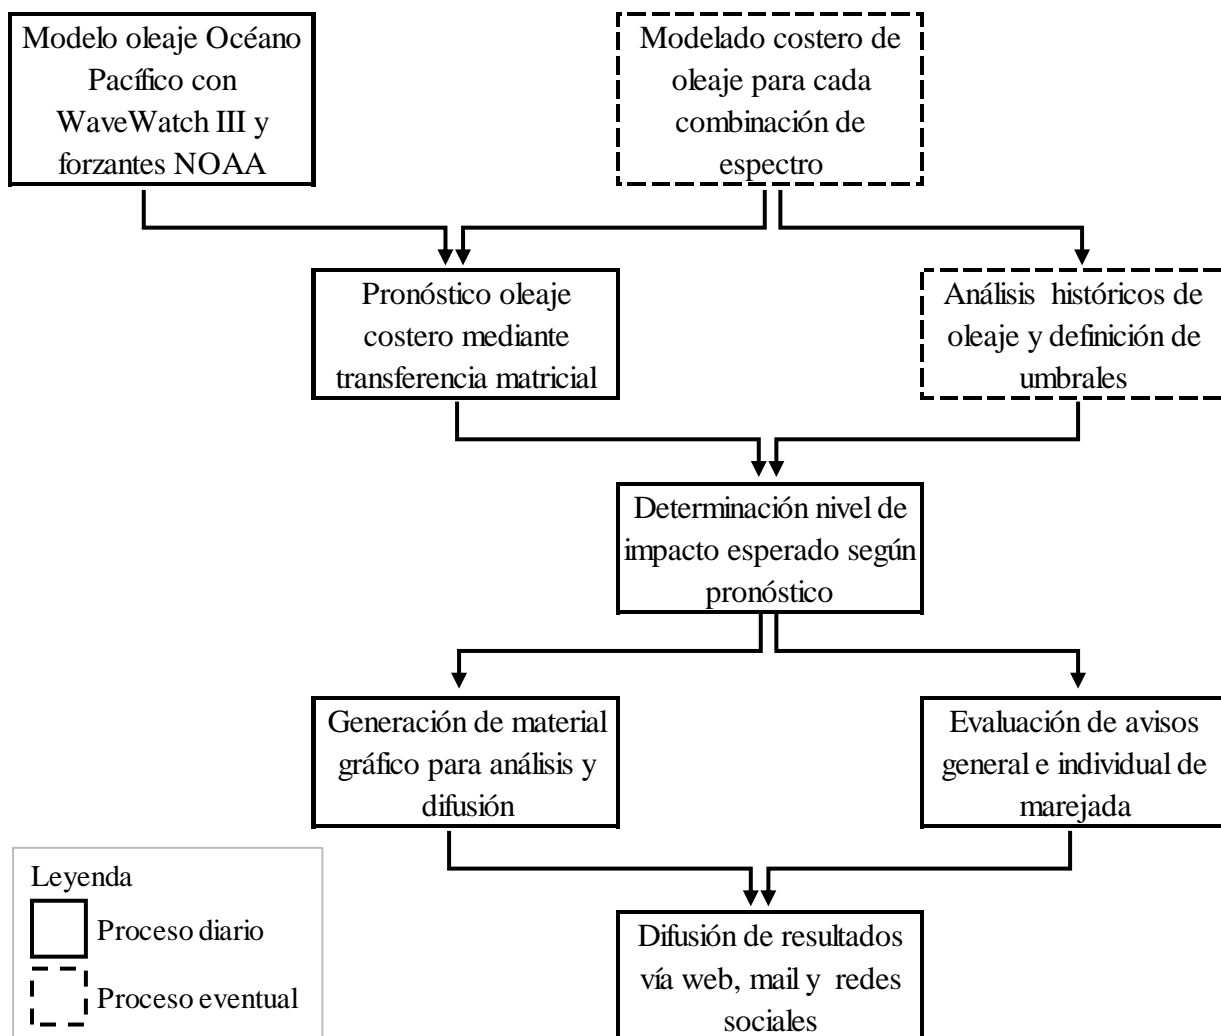 Modelo oleaje Océano
Pacífico con
WaveWatch III y
forzantes NOAA
Modelado costero de
oleaje para cada
combinación de
espectro
Pronóstico oleaje
costero mediante
transferencia matricial
Análisis históricos de
oleaje y definición de
umbrales
Determinación nivel de
impacto esperado según
pronóstico
Generación de material
gráfico para análisis y
difusión
Evaluación de avisos
general e individual de
marejada
Leyenda
Proceso diario
Proceso eventual
Difusión de resultados
vía web, mail y redes
sociales